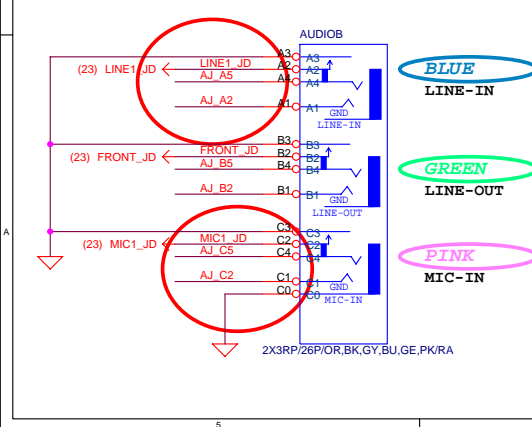 AUDIOB
A3 A3
(23) LINE1_JD LINE1_JD A2 A2
AJ_A5 A4 A4
BLUE
LINE-IN
AJ_A2 A1 A1
GND
LINE-IN
B3 B3
(23) FRONT_JD FRONT_JD B2 B2
AJ_B5 B4 B4
GREEN
LINE-OUT
AJ_B2 B1 B1
GND
LINE-OUT
A
C3 C3
(23) MIC1_JD MIC1_JD C2 C2
AJ_C5 C4 C4
PINK
MIC-IN
AJ_C2 C1 C1
GND
C0 C0
MIC-IN
2X3RP/26P/OR,BK,GY,BU,GE,PK/RA
5